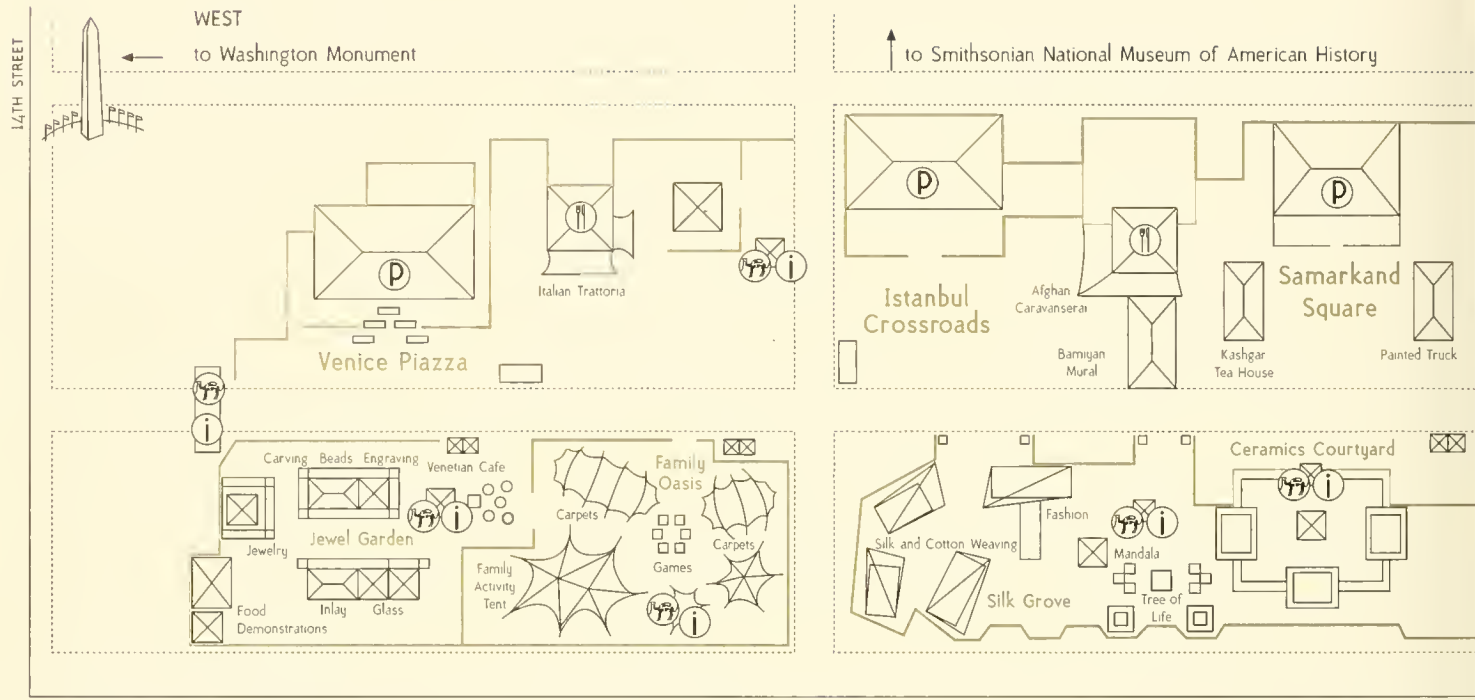 WEST
to Washington Monument
14TH STREET
to Smithsonian National Museum of American History
P
Italian Trattoria
i
Venice Piazza
i
P
Istanbul
Crossroads
Afghan
Caravanserai
Bamiyan
Mural
Kashgar
Tea House
P
Samarkand
Square
Painted Truck
Carving Beads Engraving
Venetian Cafe
i
Jewelry
Jewel Garden
Inlay Glass
Food
Demonstrations
Family
Oasis
Carpets
Carpets
Games
Family
Activity
Tent
i
Silk and Cotton Weaving
Fashion
i
Mandala
Silk Grove
Tree of
Life
Ceramics Courtyard
i